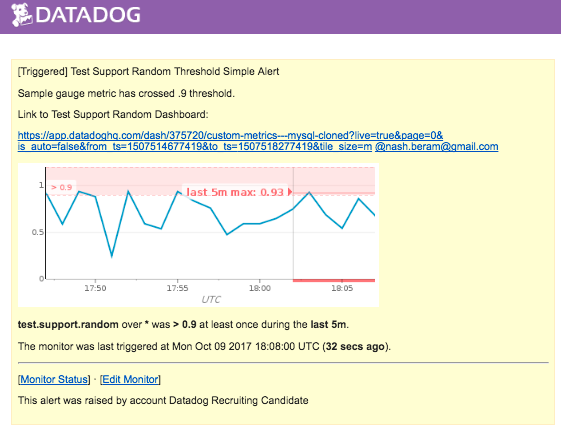 DATADOG
[Triggered] Test Support Random Threshold Simple Alert
Sample gauge metric has crossed .9 threshold.
Link to Test Support Random Dashboard:
https://app.datadoghq.com/dash/375720/custom-metrics---mysql-cloned?live=true&page=0&
is_auto=false&from_ts=1507514677419&to_ts=1507518277419&tile_size=m @nash.beram@gmail.com
1
> 0.9
last 5m max: 0.93
0.5
0
17:50 17:55 18:00 18:05
UTC
test.support.random over * was > 0.9 at least once during the last 5m.
The monitor was last triggered at Mon Oct 09 2017 18:08:00 UTC (32 secs ago).
[Monitor Status] · [Edit Monitor]
This alert was raised by account Datadog Recruiting Candidate